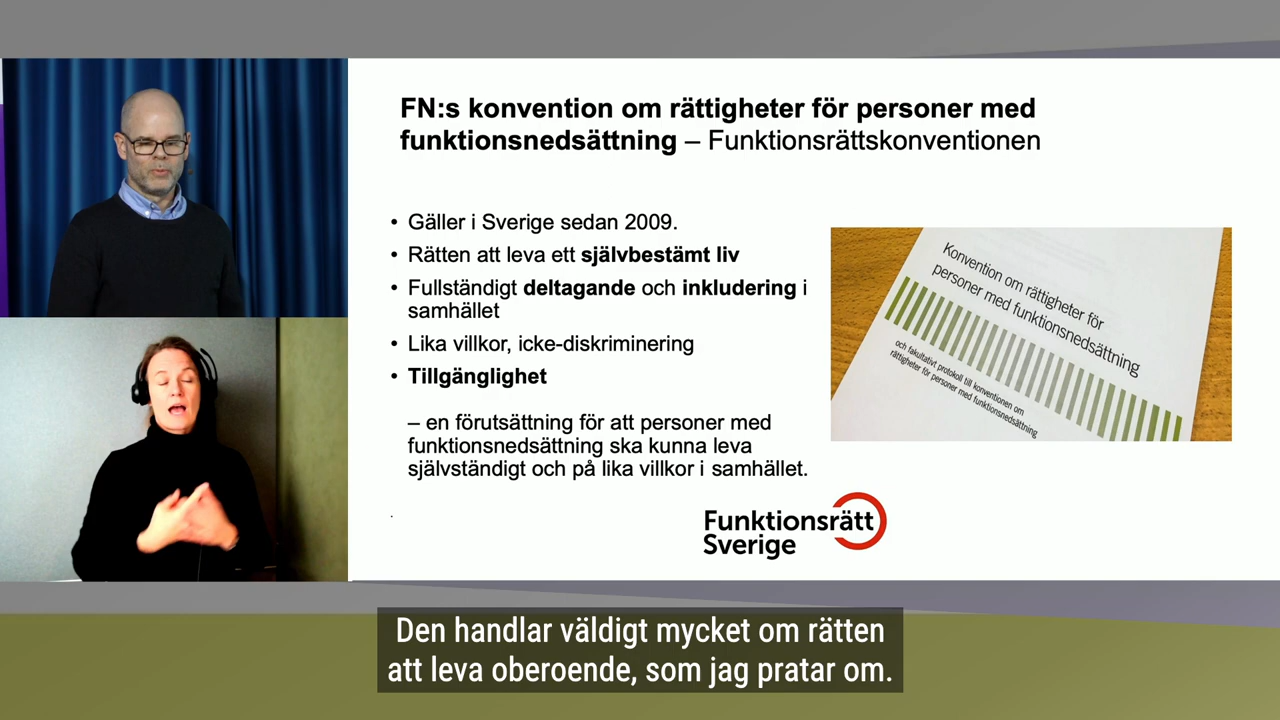 FN:s konvention om rättigheter för personer med
funktionsnedsättning – Funktionsrättskonventionen
• Gäller i Sverige sedan 2009.
• Rätten att leva ett självbestämt liv
• Fullständigt deltagande och inkludering i
samhället
• Lika villkor, icke-diskriminering
• Tillgänglighet
– en förutsättning för att personer med
funktionsnedsättning ska kunna leva
självständigt och på lika villkor i samhället.
.
Konvention om rättigheter för
personer med funktionsnedsättning
och fakultativt protokoll till konventionen om
rättigheter för personer med funktionsnedsättning
Funktionsrätt
Sverige
Den handlar väldigt mycket om rätten
att leva oberoende, som jag pratar om.